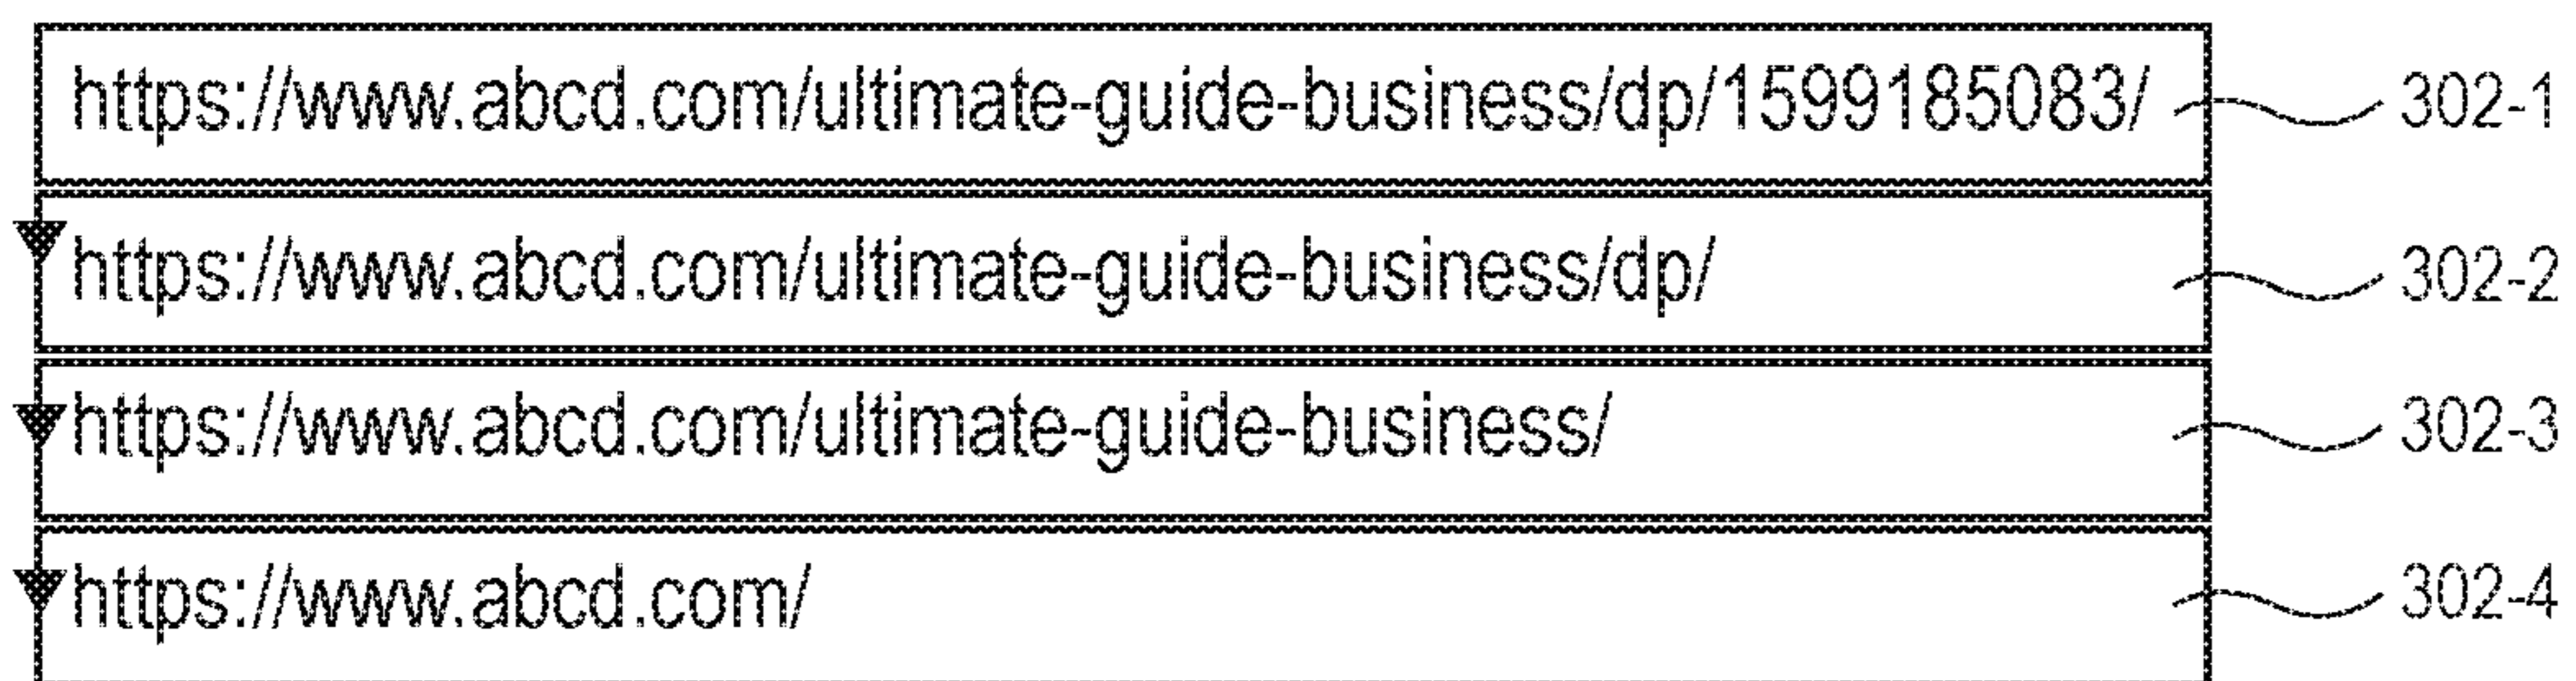 https://www.abcd.com/ultimate-guide-business/dp/1599185083/ 302-1
https://www.abcd.com/ultimate-guide-business/dp/ 302-2
https://www.abcd.com/ultimate-guide-business/ 302-3
https://www.abcd.com/ 302-4